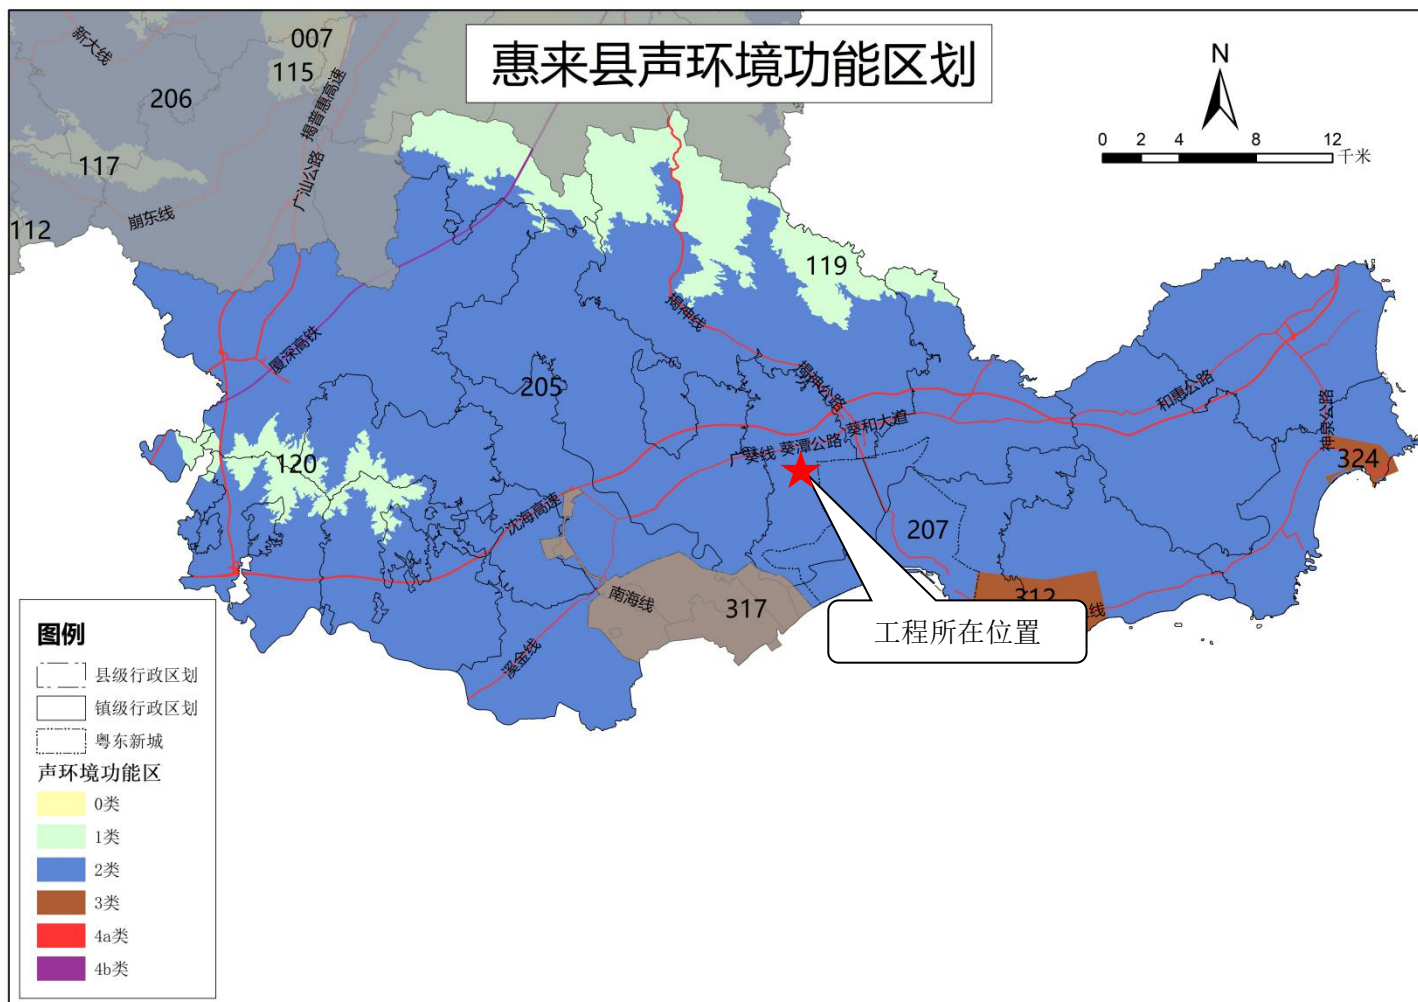 惠来县声环境功能区划
N
0 2 4 8 12
千米
新大线
007
115
206
揭普惠高速
117
广汕公路
崩东线
112
119
揭神线
厦深高铁
205
揭神公路
和惠公路
葵和大道
神泉公路
广葵线 葵潭公路
324
120
沈海高速
207
南海线
317
312
线
工程所在位置
溪金线
图例
县级行政区划
镇级行政区划
粤东新城
声环境功能区
0类
1类
2类
3类
4a类
4b类